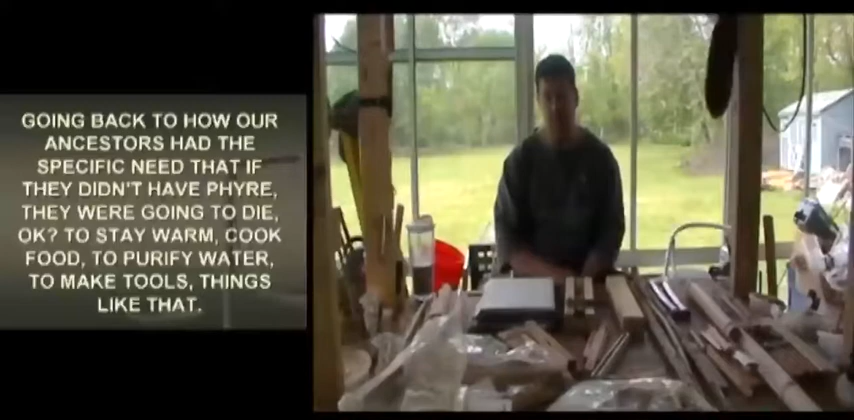 GOING BACK TO HOW OUR
ANCESTORS HAD THE
SPECIFIC NEED THAT IF
THEY DIDN'T HAVE PHYRE,
THEY WERE GOING TO DIE,
OK? TO STAY WARM, COOK
FOOD, TO PURIFY WATER,
TO MAKE TOOLS, THINGS
LIKE THAT.